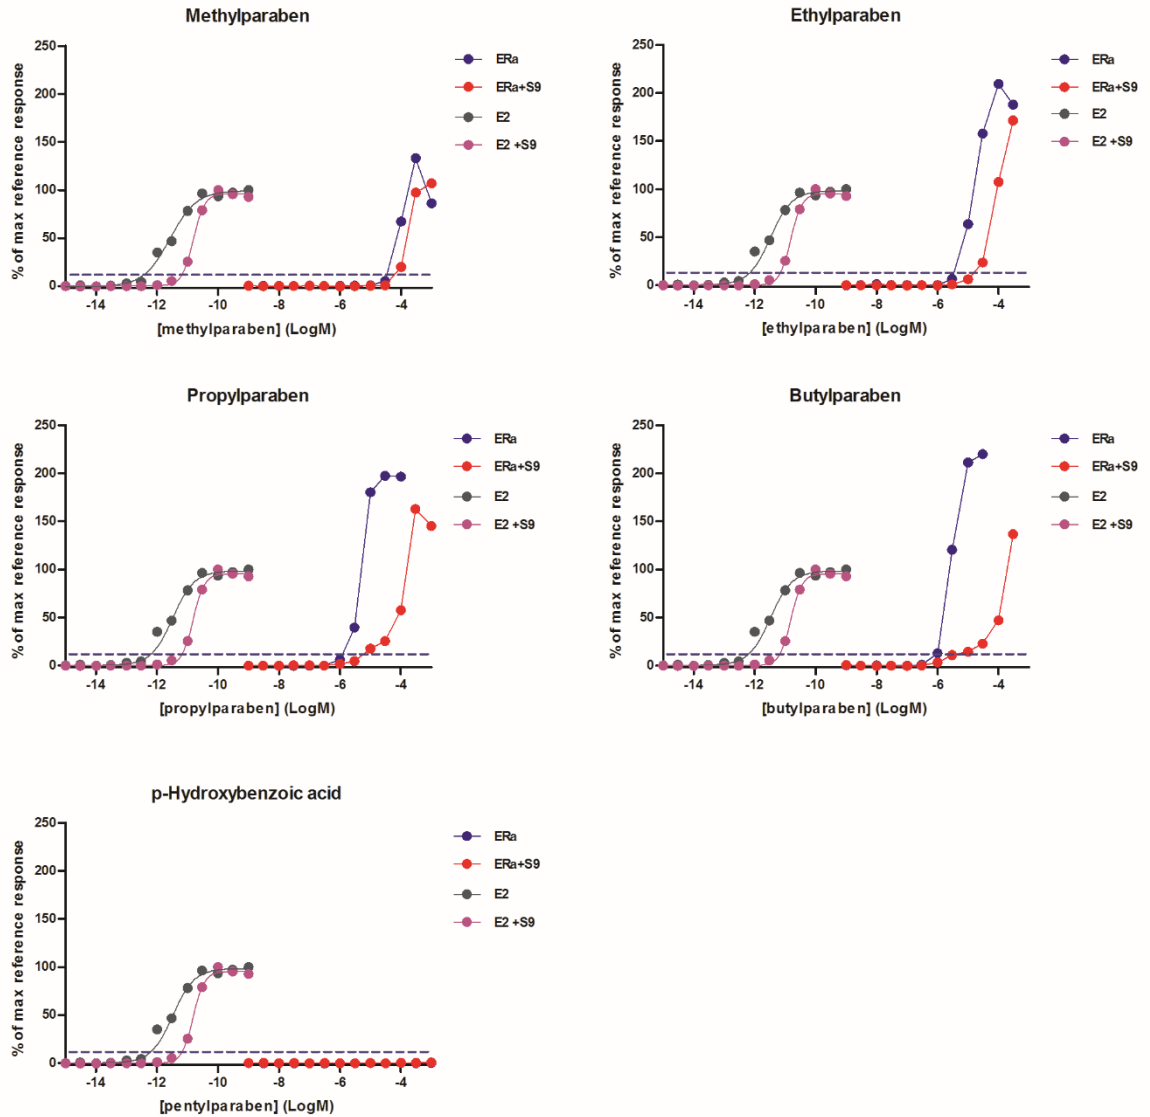 Methylparaben
250
200
150
100
50
0
% of max reference response
-14
-12
-10
-8
-6
-4
[methylparaben] (LogM)
ERa
ERa+S9
E2
E2 +S9
Ethylparaben
250
200
150
100
50
0
% of max reference response
-14
-12
-10
-8
-6
-4
[ethylparaben] (LogM)
ERa
ERa+S9
E2
E2 +S9
Propylparaben
250
200
150
100
50
0
% of max reference response
-14
-12
-10
-8
-6
-4
[propylparaben] (LogM)
ERa
ERa+S9
E2
E2 +S9
Butylparaben
250
200
150
100
50
0
% of max reference response
-14
-12
-10
-8
-6
-4
[butylparaben] (LogM)
ERa
ERa+S9
E2
E2 +S9
p-Hydroxybenzoic acid
250
200
150
100
50
0
% of max reference response
-14
-12
-10
-8
-6
-4
[pentylparaben] (LogM)
ERa
ERa+S9
E2
E2 +S9